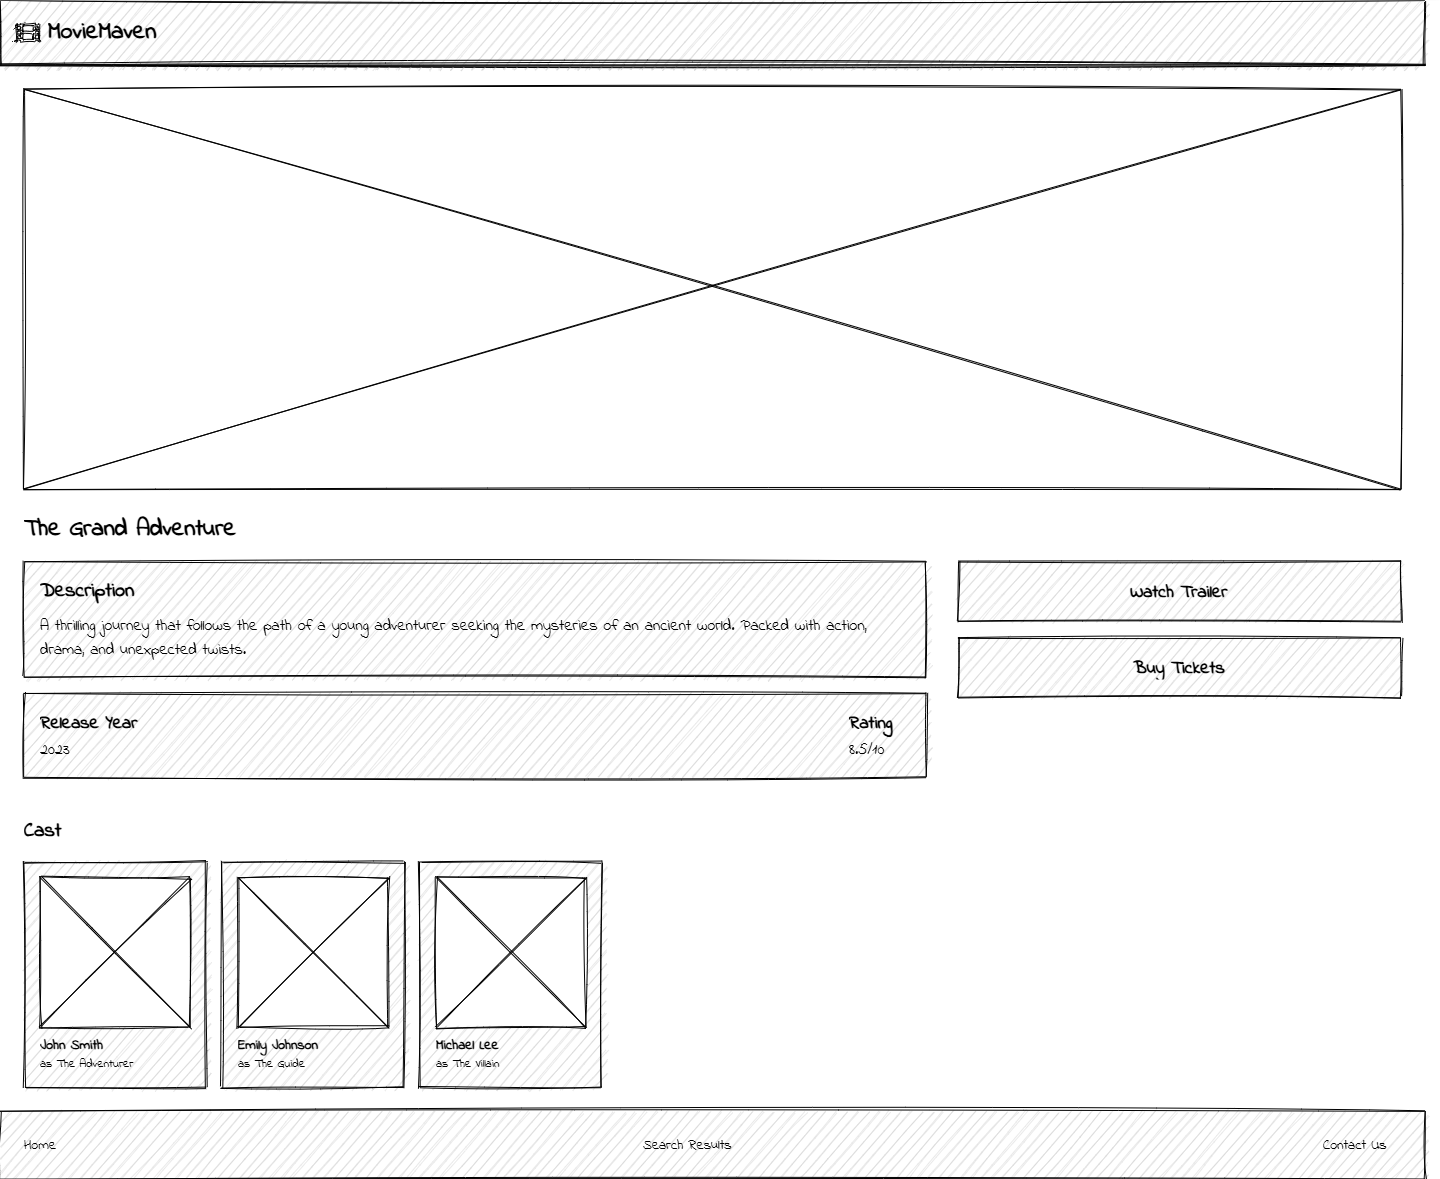 MovieMaven
The Grand Adventure
Description
A thrilling journey that follows the path of a young adventurer seeking the mysteries of an ancient world. Packed with action,
drama, and unexpected twists.
Watch Trailer
Buy Tickets
Release Year
2023
Rating
8.5/10
Cast
John Smith
as The Adventurer
Emily Johnson
as The Guide
Michael Lee
as The Villain
Home
Search Results
Contact Us